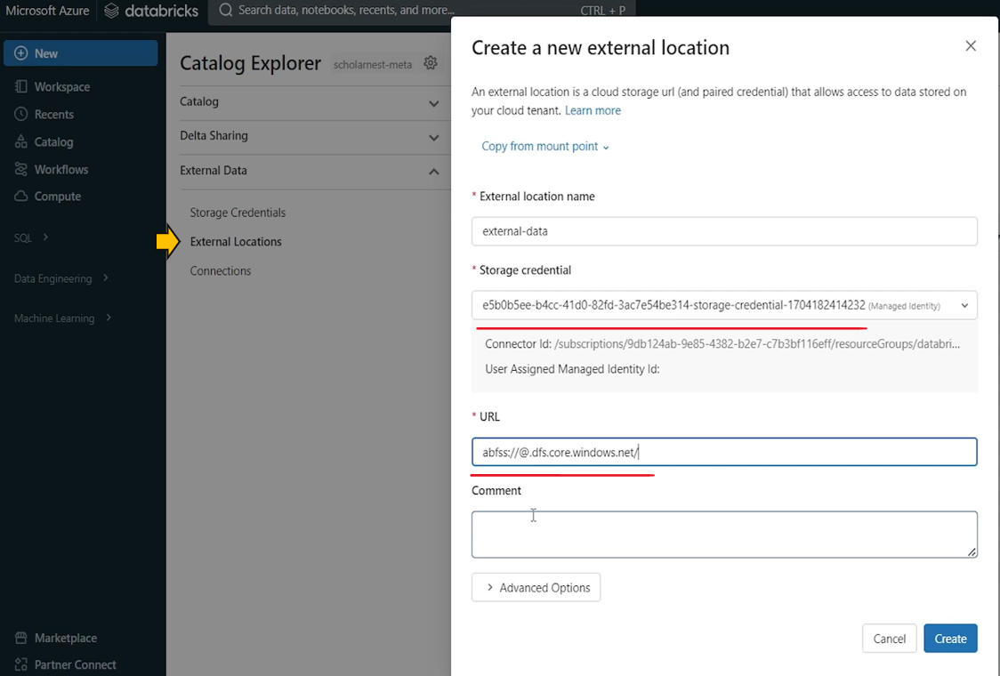 Microsoft Azure databricks Search data, notebooks, recents, and more... CTRL + P
New
Workspace
Recents
Catalog
Workflows
Compute
SQL
Data Engineering
Machine Learning
Marketplace
Partner Connect
Catalog Explorer scholarnest-meta
Catalog
Delta Sharing
External Data
Storage Credentials
External Locations
Connections
Create a new external location
An external location is a cloud storage url (and paired credential) that allows access to data stored on
your cloud tenant. Learn more
Copy from mount point
* External location name
external-data
* Storage credential
e5b0b5ee-b4cc-41d0-82fd-3ac7e54be314-storage-credential-1704182414232 (Managed Identity)
Connector Id: /subscriptions/9db124ab-9e85-4382-b2e7-c7b3bf116eff/resourceGroups/databri...
User Assigned Managed Identity Id:
* URL
abfss://@.dfs.core.windows.net/
Comment
Advanced Options
Cancel Create